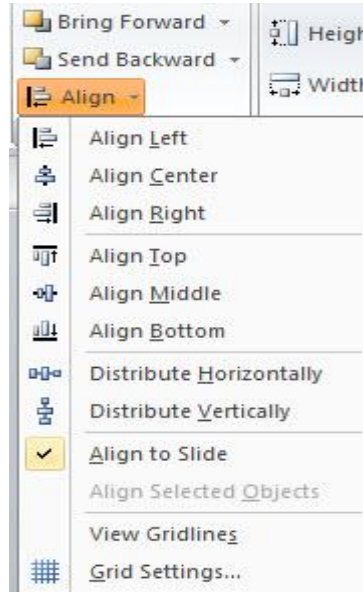 Bring Forward
Send Backward
Align
Align Left
Align Center
Align Right
Align Top
Align Middle
Align Bottom
Distribute Horizontally
Distribute Vertically
Align to Slide
Align Selected Objects
View Gridlines
Grid Settings...